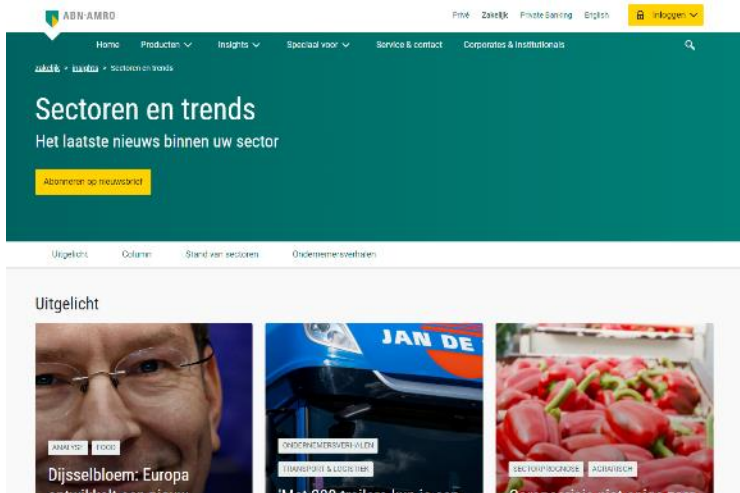 ABN·AMRO
Privé Zakelijk Private Banking English Inloggen
Home Producten Insights Speciaal voor Service & contact Corporates & Institutionals
zakelijk > insights > Sectoren en trends
Sectoren en trends
Het laatste nieuws binnen uw sector
Abonneren op nieuwsbrief
Uitgelicht Column Stand van sectoren Ondernemersverhalen
Uitgelicht
JAN DE
ANALYSE FOOD
ONDERNEMERSVERHALEN
TRANSPORT & LOGISTIEK
SECTORPROGNOSE AGRARISCH
Dijsselbloem: Europa